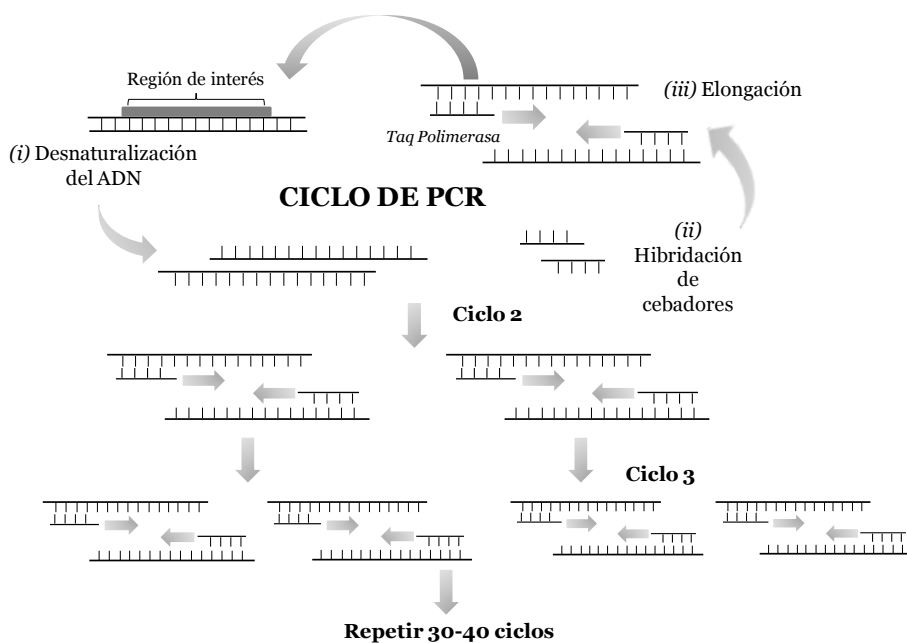 Región de interés
(iii) Elongación
Taq Polimerasa
(i) Desnaturalización
del ADN
CICLO DE PCR
(ii)
Hibridación
de
cebadores
Ciclo 2
Ciclo 3
Repetir 30-40 ciclos